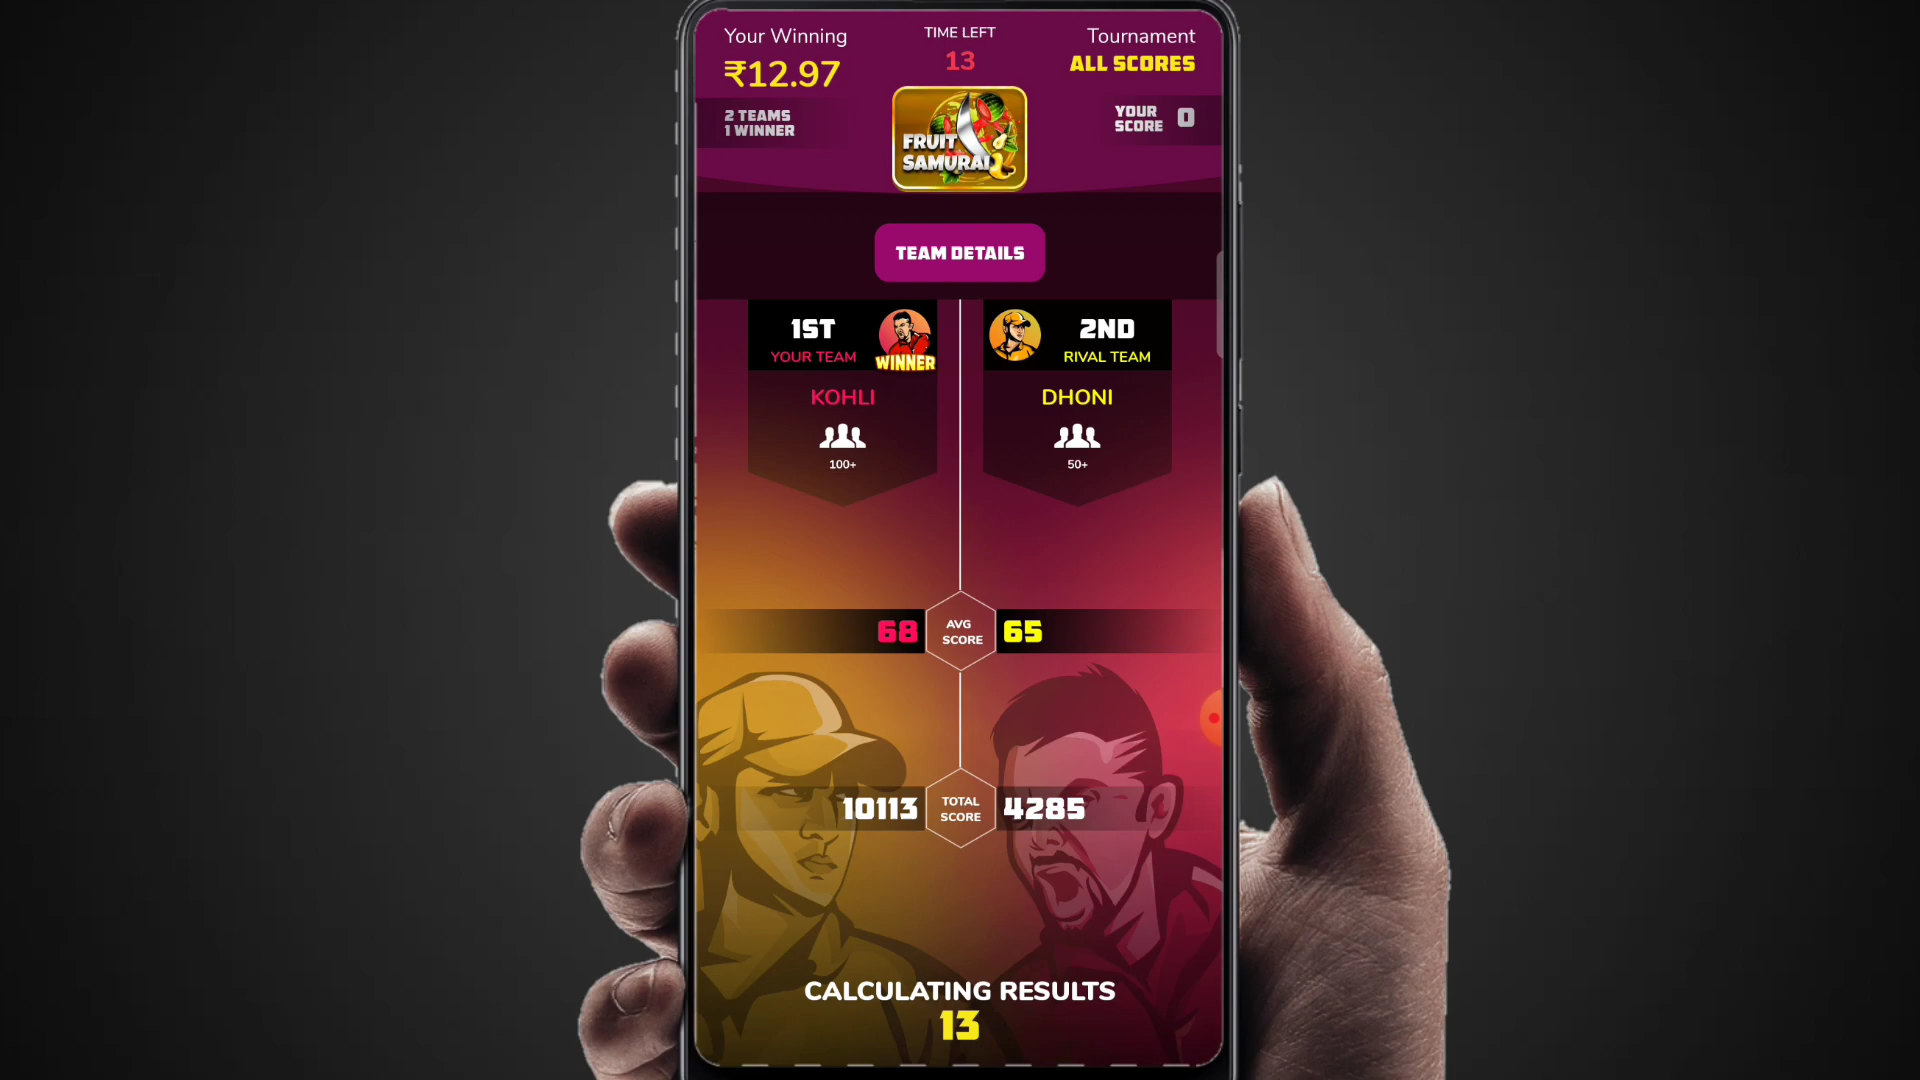 Your Winning
₹12.97
2 TEAMS
1 WINNER
TIME LEFT
13
FRUIT
SAMURAI
Tournament
ALL SCORES
YOUR
SCORE 0
TEAM DETAILS
1ST
YOUR TEAM
WINNER
KOHLI
100+
2ND
RIVAL TEAM
DHONI
50+
68 AVG
SCORE 65
10113 TOTAL
SCORE 4285
CALCULATING RESULTS
13